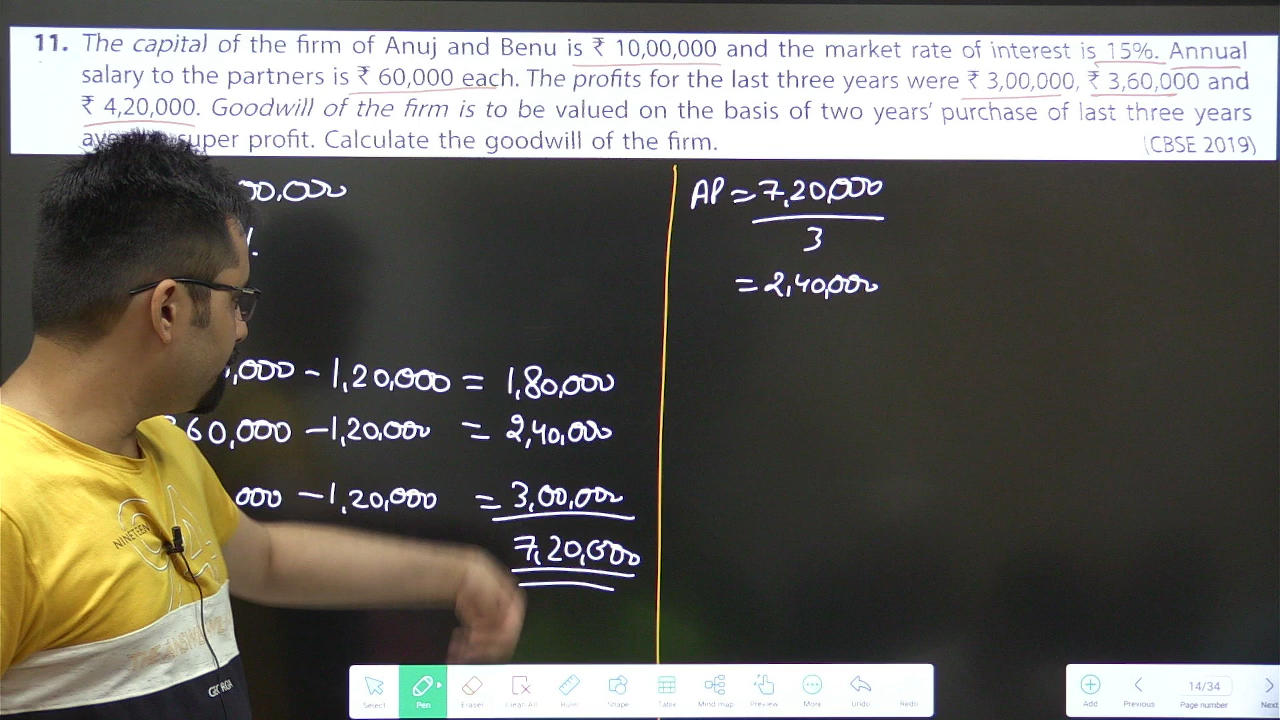 11. The capital of the firm of Anuj and Benu is ₹ 10,00,000 and the market rate of interest is 15%. Annual
salary to the partners is ₹ 60,000 each. The profits for the last three years were ₹ 3,00,000, ₹ 3,60,000 and
₹ 4,20,000. Goodwill of the firm is to be valued on the basis of two years' purchase of last three years
super profit. Calculate the goodwill of the firm. (CBSE 2019)
00,000
,000 - 1,20,000 = 1,80,000
60,000 - 1,20,000 = 2,40,000
000 - 1,20,000 = 3,00,000
7,20,000
AP = 7,20,000
3
= 2,40,000
NINETEEN
Select Pen Eraser Clear All Ruler Shape Table Mind map Preview More Undo Redo
Add Previous 14/34 Page number Next